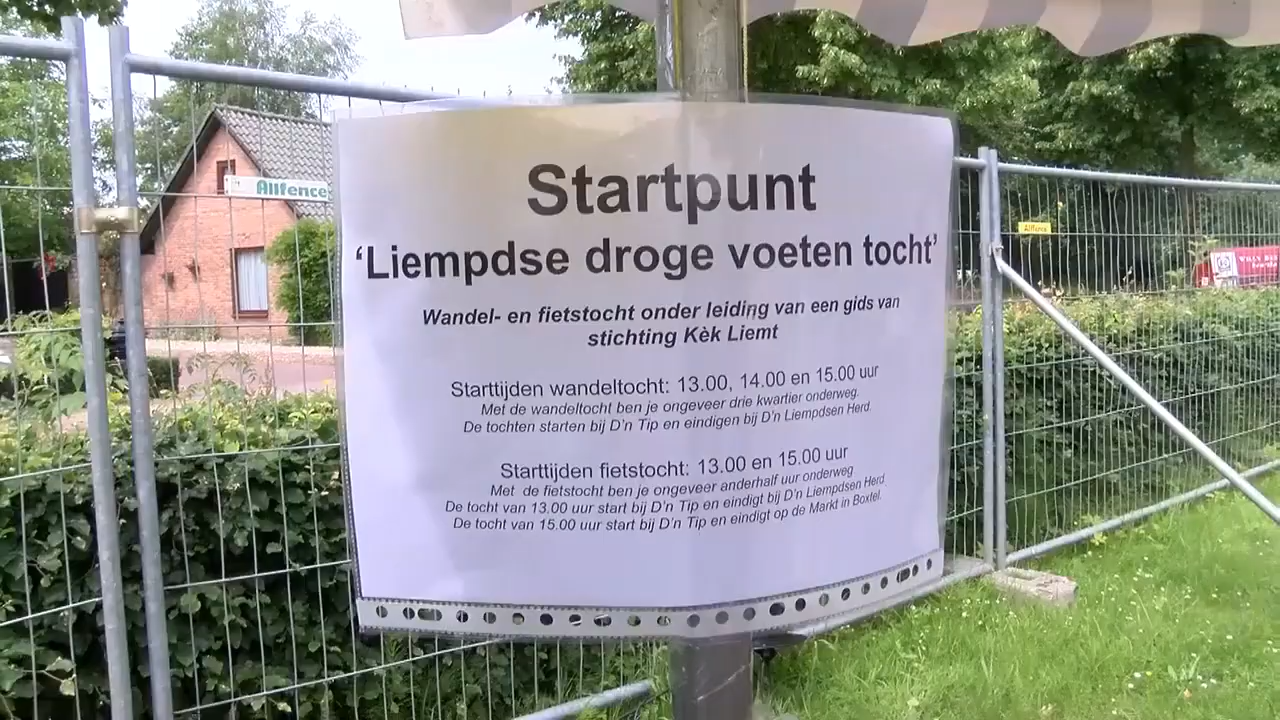 Startpunt
‘Liempdse droge voeten tocht’
Wandel- en fietstocht onder leiding van een gids van
stichting Kèk Liemt
Starttijden wandeltocht: 13.00, 14.00 en 15.00 uur
Met de wandeltocht ben je ongeveer drie kwartier onderweg.
De tochten starten bij D’n Tip en eindigen bij D’n Liempdsen Herd.
Starttijden fietstocht: 13.00 en 15.00 uur
Met de fietstocht ben je ongeveer anderhalf uur onderweg
De tocht van 13.00 uur start bij D’n Tip en eindigt bij D’n Liempdsen Herd
De tocht van 15.00 uur start bij D’n Tip en eindigt op de Markt in Boxtel.
Allfence
Allfence